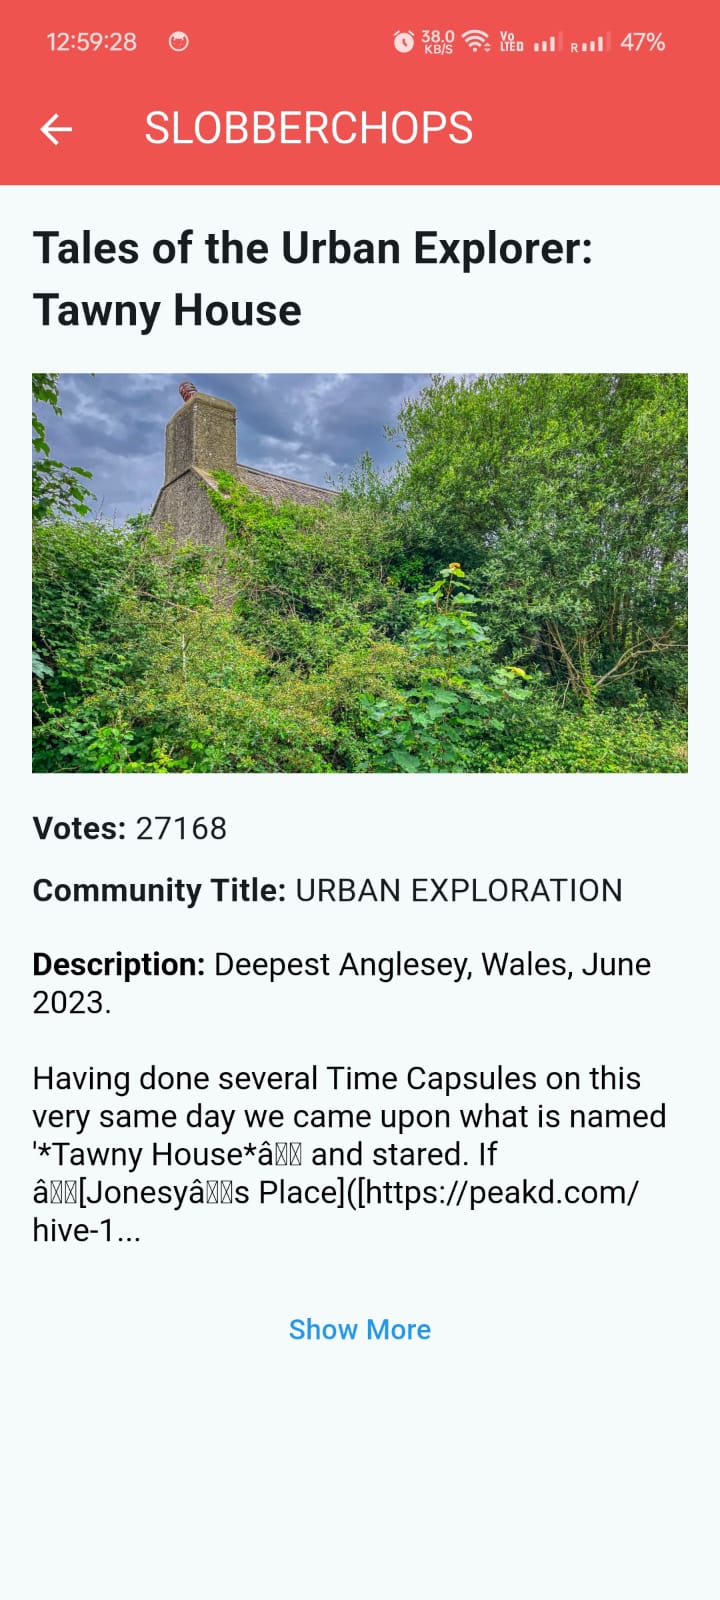 12:59:28
38.0 KB/S
Vo LTED
R
47%
SLOBBERCHOPS
Tales of the Urban Explorer:
Tawny House
Votes: 27168
Community Title: URBAN EXPLORATION
Description: Deepest Anglesey, Wales, June
2023.
Having done several Time Capsules on this
very same day we came upon what is named
'*Tawny House*â and stared. If
â[Jonesyâs Place]([https://peakd.com/
hive-1...
Show More